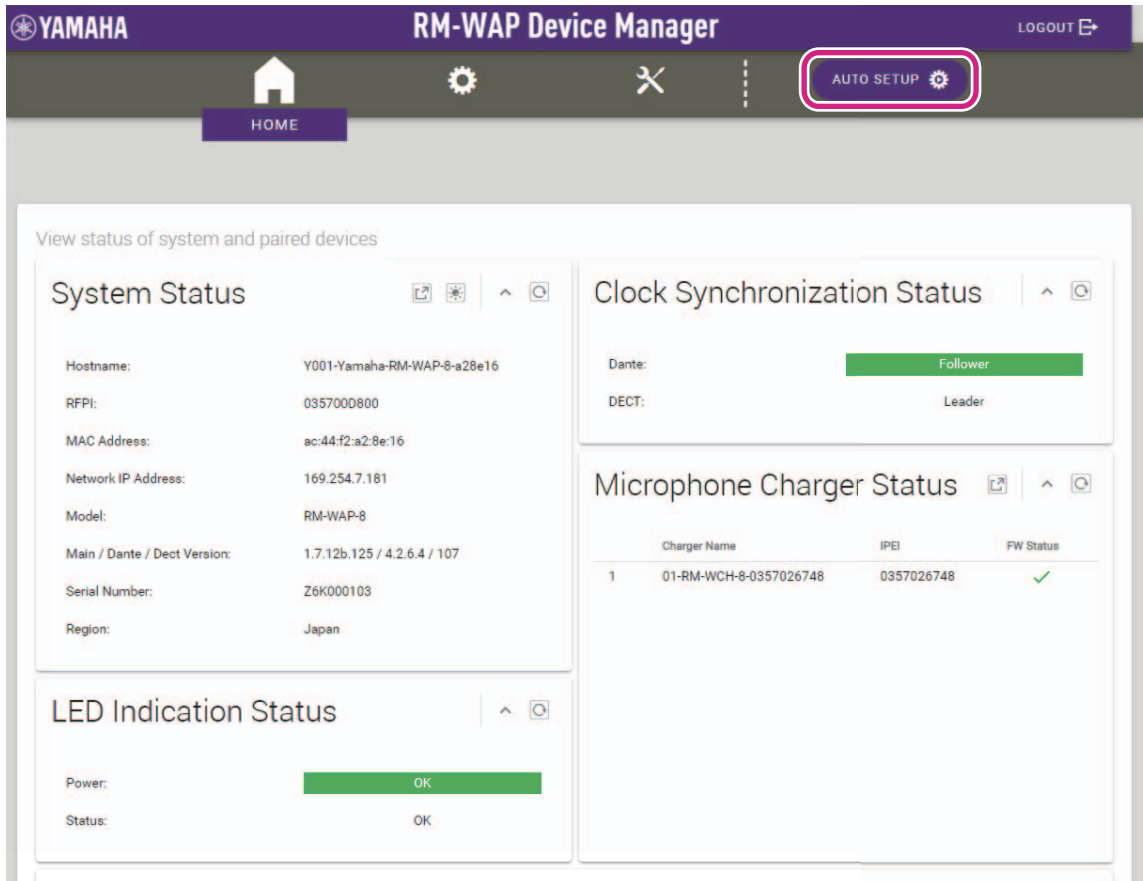 YAMAHA
RM-WAP Device Manager
LOGOUT
AUTO SETUP
HOME
View status of system and paired devices
System Status
Hostname: Y001-Yamaha-RM-WAP-8-a28e16
RFPI: 035700D800
MAC Address: ac:44:f2:a2:8e:16
Network IP Address: 169.254.7.181
Model: RM-WAP-8
Main / Dante / Dect Version: 1.7.12b.125 / 4.2.6.4 / 107
Serial Number: Z6K000103
Region: Japan
LED Indication Status
Power: OK
Status: OK
Clock Synchronization Status
Dante: Follower
DECT: Leader
Microphone Charger Status
Charger Name IPEI FW Status
1 01-RM-WCH-8-0357026748 0357026748